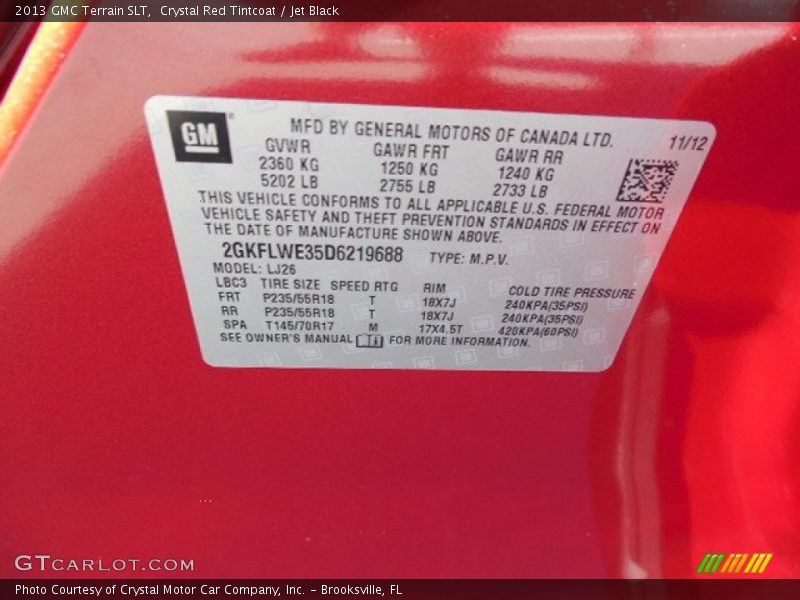 2013 GMC Terrain SLT,  Crystal Red Tintcoat / Jet Black
GM ®
MFD BY GENERAL MOTORS OF CANADA LTD. 11/12
GVWR GAWR FRT GAWR RR
2360 KG 1250 KG 1240 KG
5202 LB 2755 LB 2733 LB
THIS VEHICLE CONFORMS TO ALL APPLICABLE U.S. FEDERAL MOTOR
VEHICLE SAFETY AND THEFT PREVENTION STANDARDS IN EFFECT ON
THE DATE OF MANUFACTURE SHOWN ABOVE.
2GKFLWE35D6219688 TYPE: M.P.V.
MODEL: LJ26
LBC3 TIRE SIZE SPEED RTG RIM COLD TIRE PRESSURE
FRT P235/55R18 T 18X7J 240KPA(35PSI)
RR P235/55R18 T 18X7J 240KPA(35PSI)
SPA T145/70R17 M 17X4.5T 420KPA(60PSI)
SEE OWNER'S MANUAL FOR MORE INFORMATION.
GTCARLOT.COM
Photo Courtesy of Crystal Motor Car Company, Inc. – Brooksville, FL